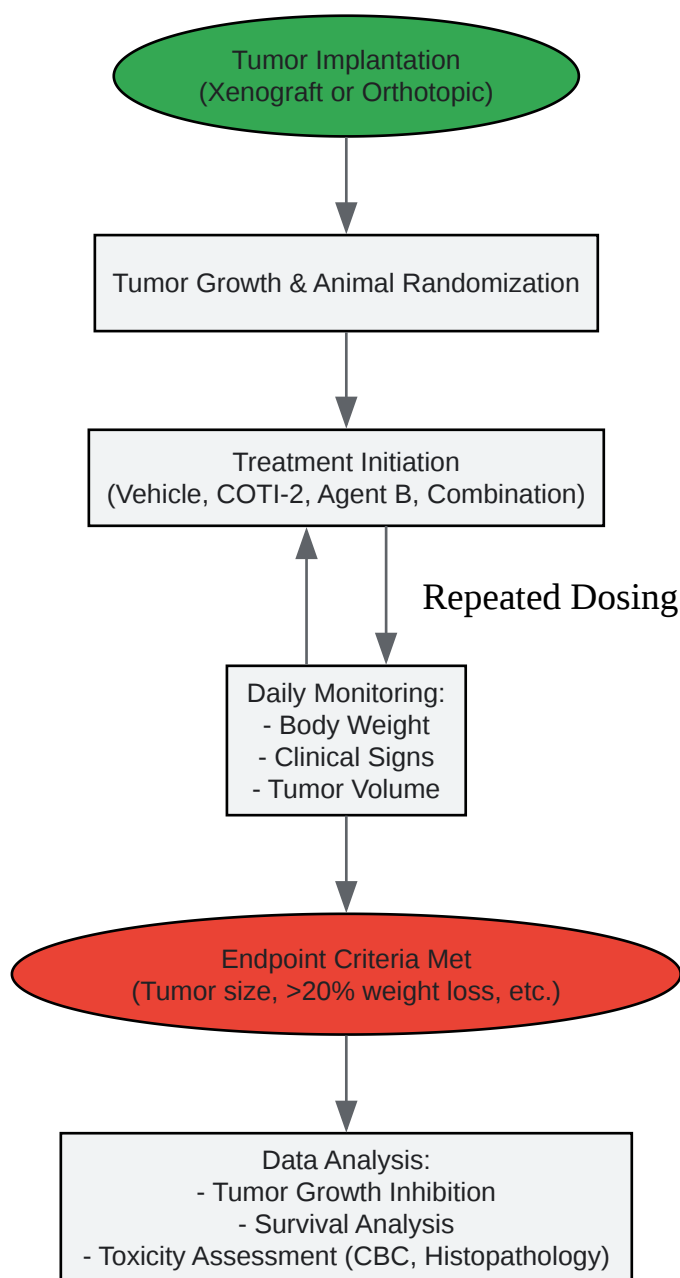 Tumor Implantation
(Xenograft or Orthotopic)
Tumor Growth & Animal Randomization
Treatment Initiation
(Vehicle, COTI-2, Agent B, Combination)
Repeated Dosing
Daily Monitoring:
- Body Weight
- Clinical Signs
- Tumor Volume
Endpoint Criteria Met
(Tumor size, >20% weight loss, etc.)
Data Analysis:
- Tumor Growth Inhibition
- Survival Analysis
- Toxicity Assessment (CBC, Histopathology)